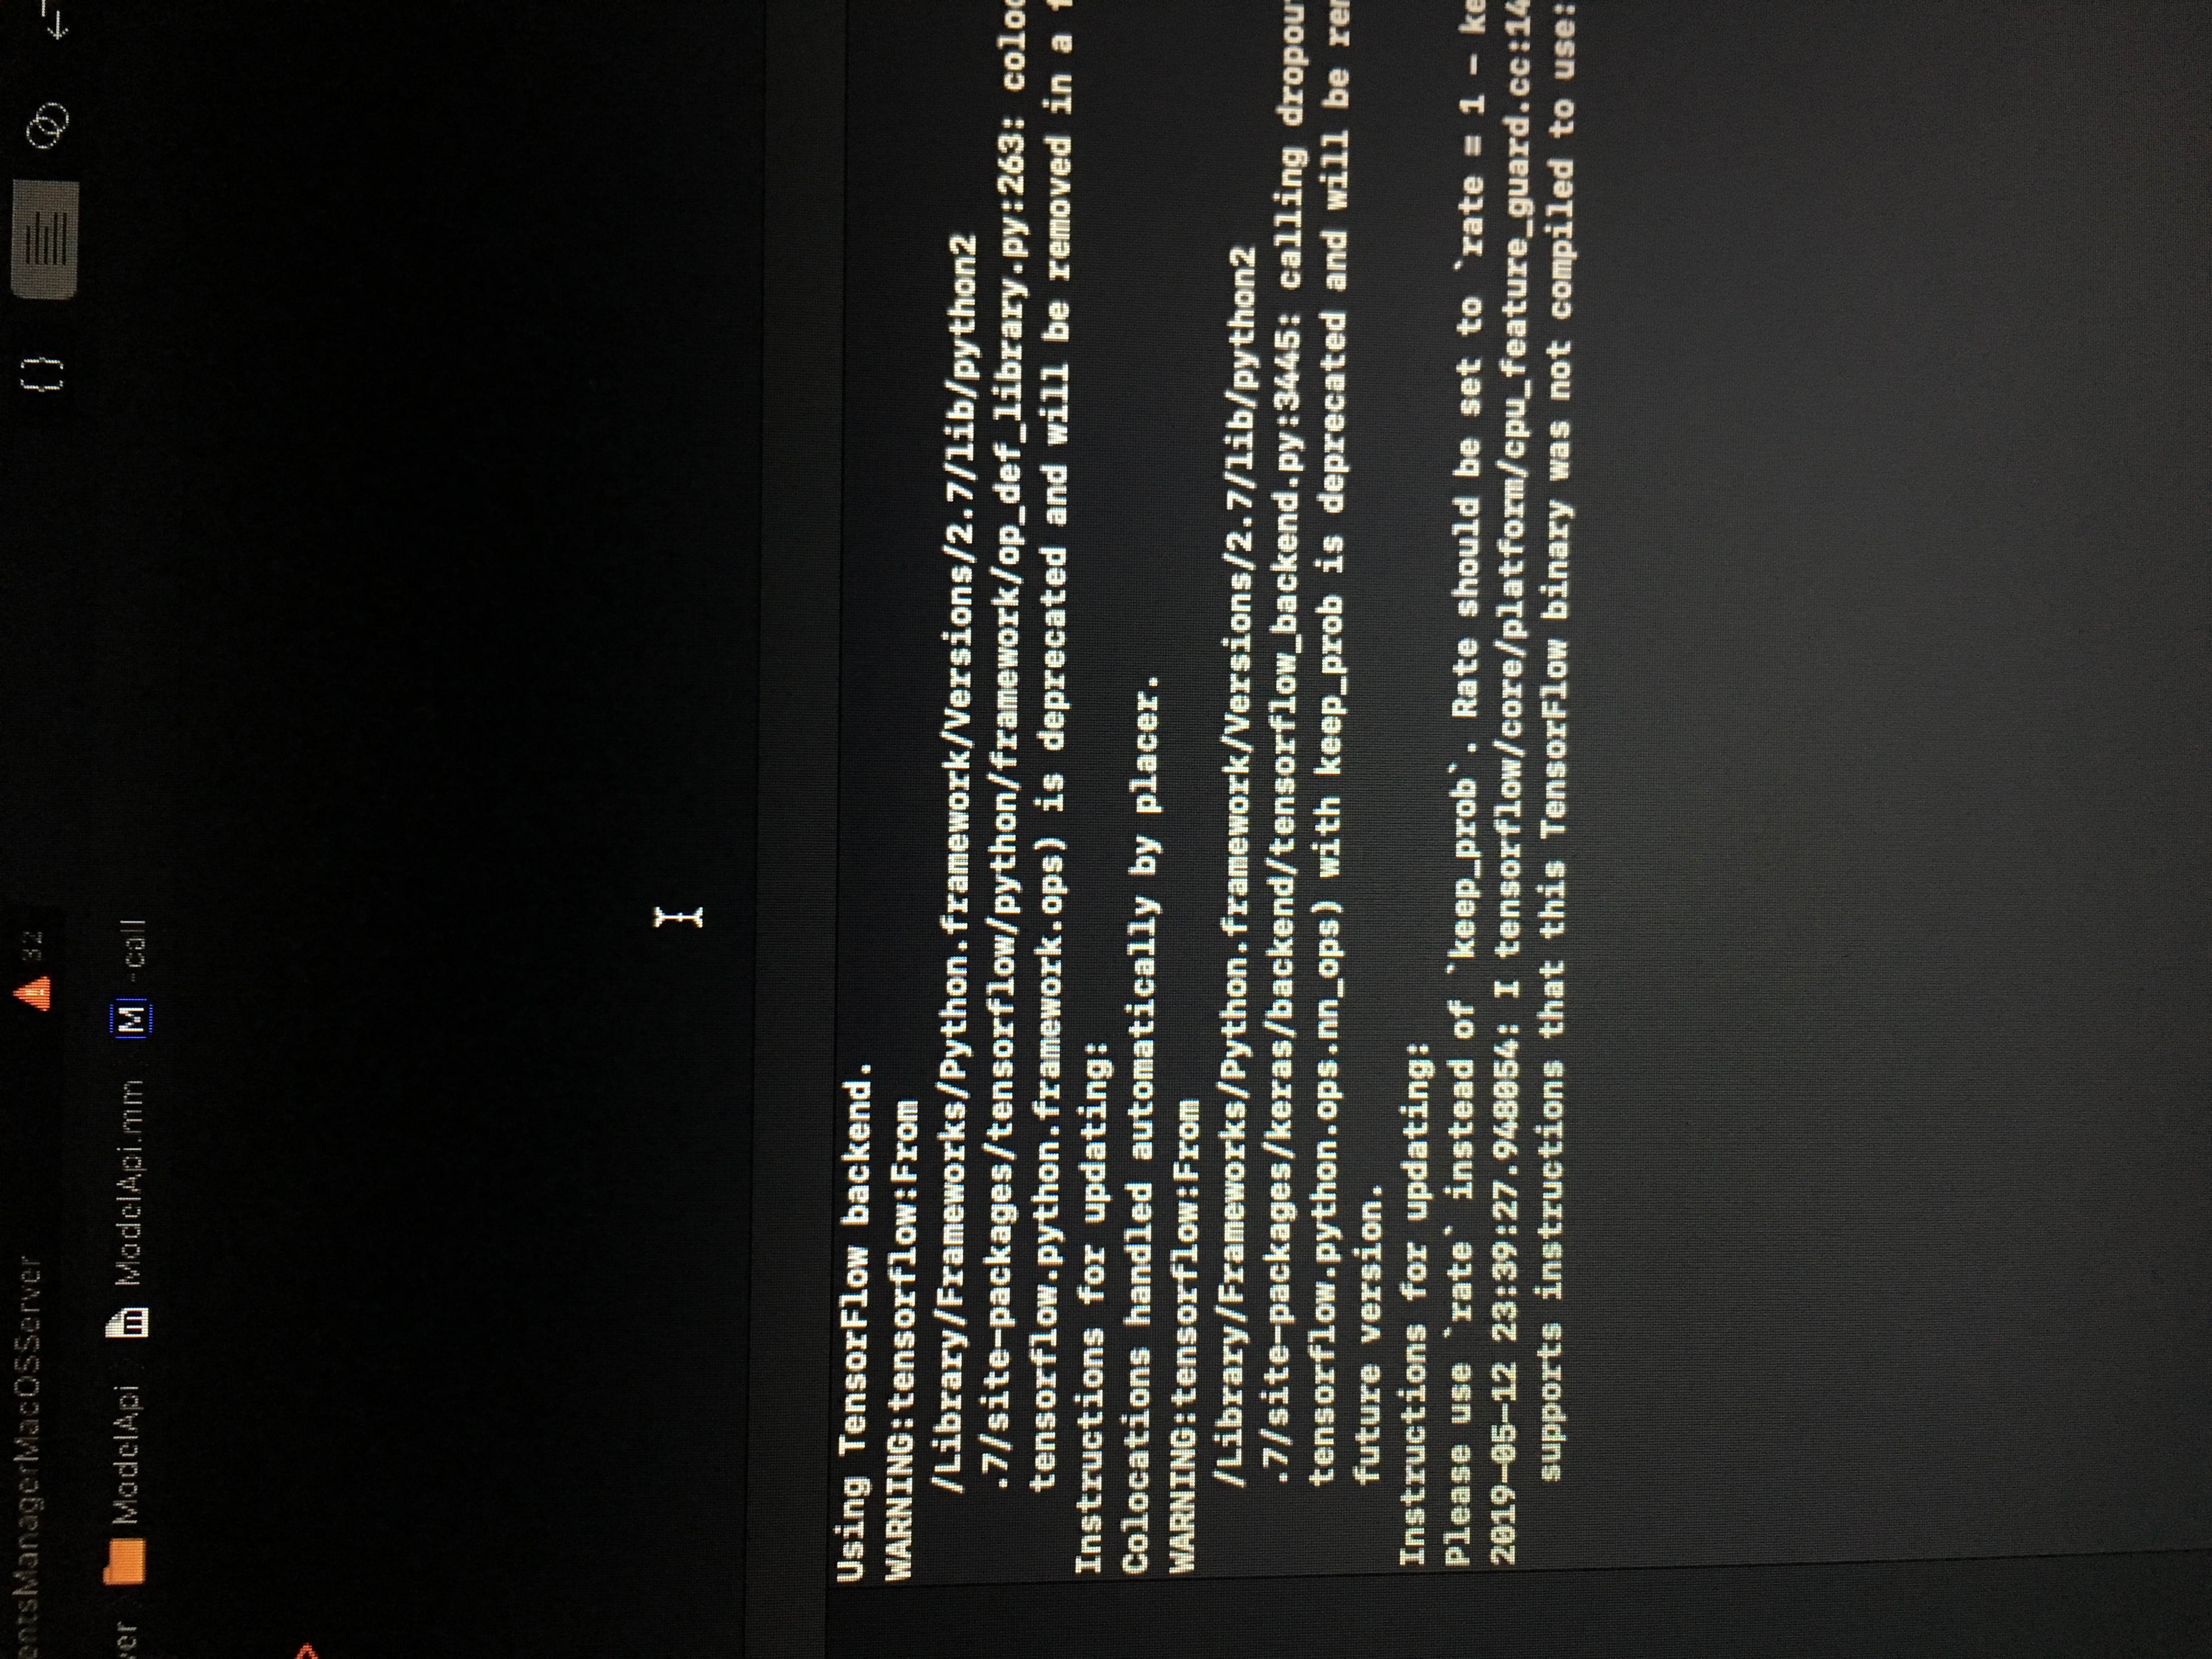 entsManagerMacOSServer 32
{}
ver ModelApi ModelApi.mm M -call
Using TensorFlow backend.
WARNING:tensorflow:From
/Library/Frameworks/Python.framework/Versions/2.7/lib/python2
.7/site-packages/tensorflow/python/framework/op_def_library.py:263: coloc
tensorflow.python.framework.ops) is deprecated and will be removed in a f
Instructions for updating:
Colocations handled automatically by placer.
WARNING:tensorflow:From
/Library/Frameworks/Python.framework/Versions/2.7/lib/python2
.7/site-packages/keras/backend/tensorflow_backend.py:3445: calling dropout
tensorflow.python.ops.nn_ops) with keep_prob is deprecated and will be rem
future version.
Instructions for updating:
Please use `rate` instead of `keep_prob`. Rate should be set to `rate = 1 - ke
2019-05-12 23:39:27.948054: I tensorflow/core/platform/cpu_feature_guard.cc:14
supports instructions that this TensorFlow binary was not compiled to use: